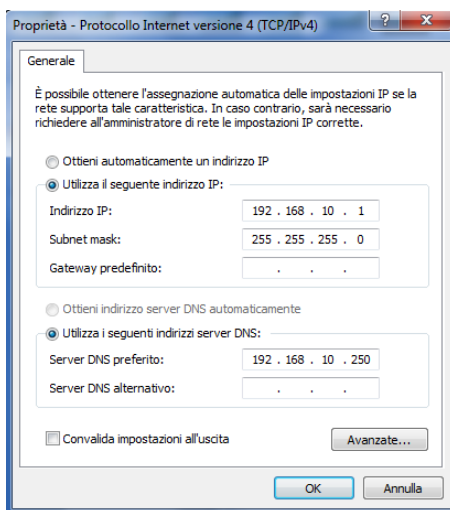 Proprietà - Protocollo Internet versione 4 (TCP/IPv4)
Generale
È possibile ottenere l'assegnazione automatica delle impostazioni IP se la
rete supporta tale caratteristica. In caso contrario, sarà necessario
richiedere all'amministratore di rete le impostazioni IP corrette.
Ottieni automaticamente un indirizzo IP
Utilizza il seguente indirizzo IP:
Indirizzo IP: 192 . 168 . 10 . 1
Subnet mask: 255 . 255 . 255 . 0
Gateway predefinito: . . .
Ottieni indirizzo server DNS automaticamente
Utilizza i seguenti indirizzi server DNS:
Server DNS preferito: 192 . 168 . 10 . 250
Server DNS alternativo: . . .
Convalida impostazioni all'uscita Avanzate...
OK Annulla